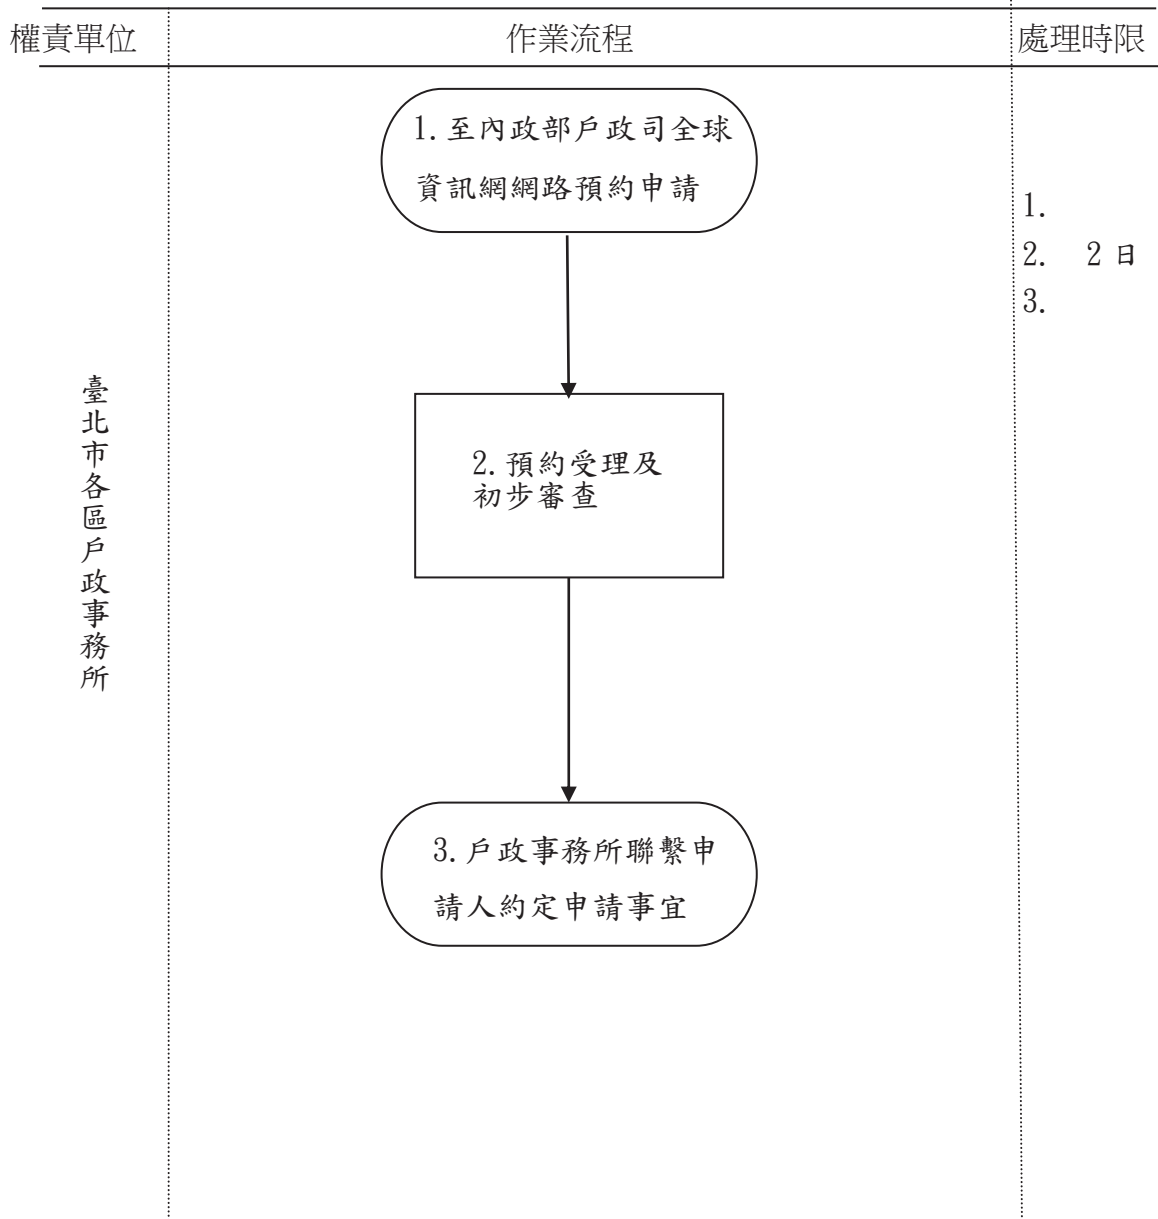 權責單位
作業流程
處理時限
1.至內政部戶政司全球
資訊網網路預約申請
1.
2. 2日
3.
臺北市各區戶政事務所
2.預約受理及
初步審查
3.戶政事務所聯繫申
請人約定申請事宜